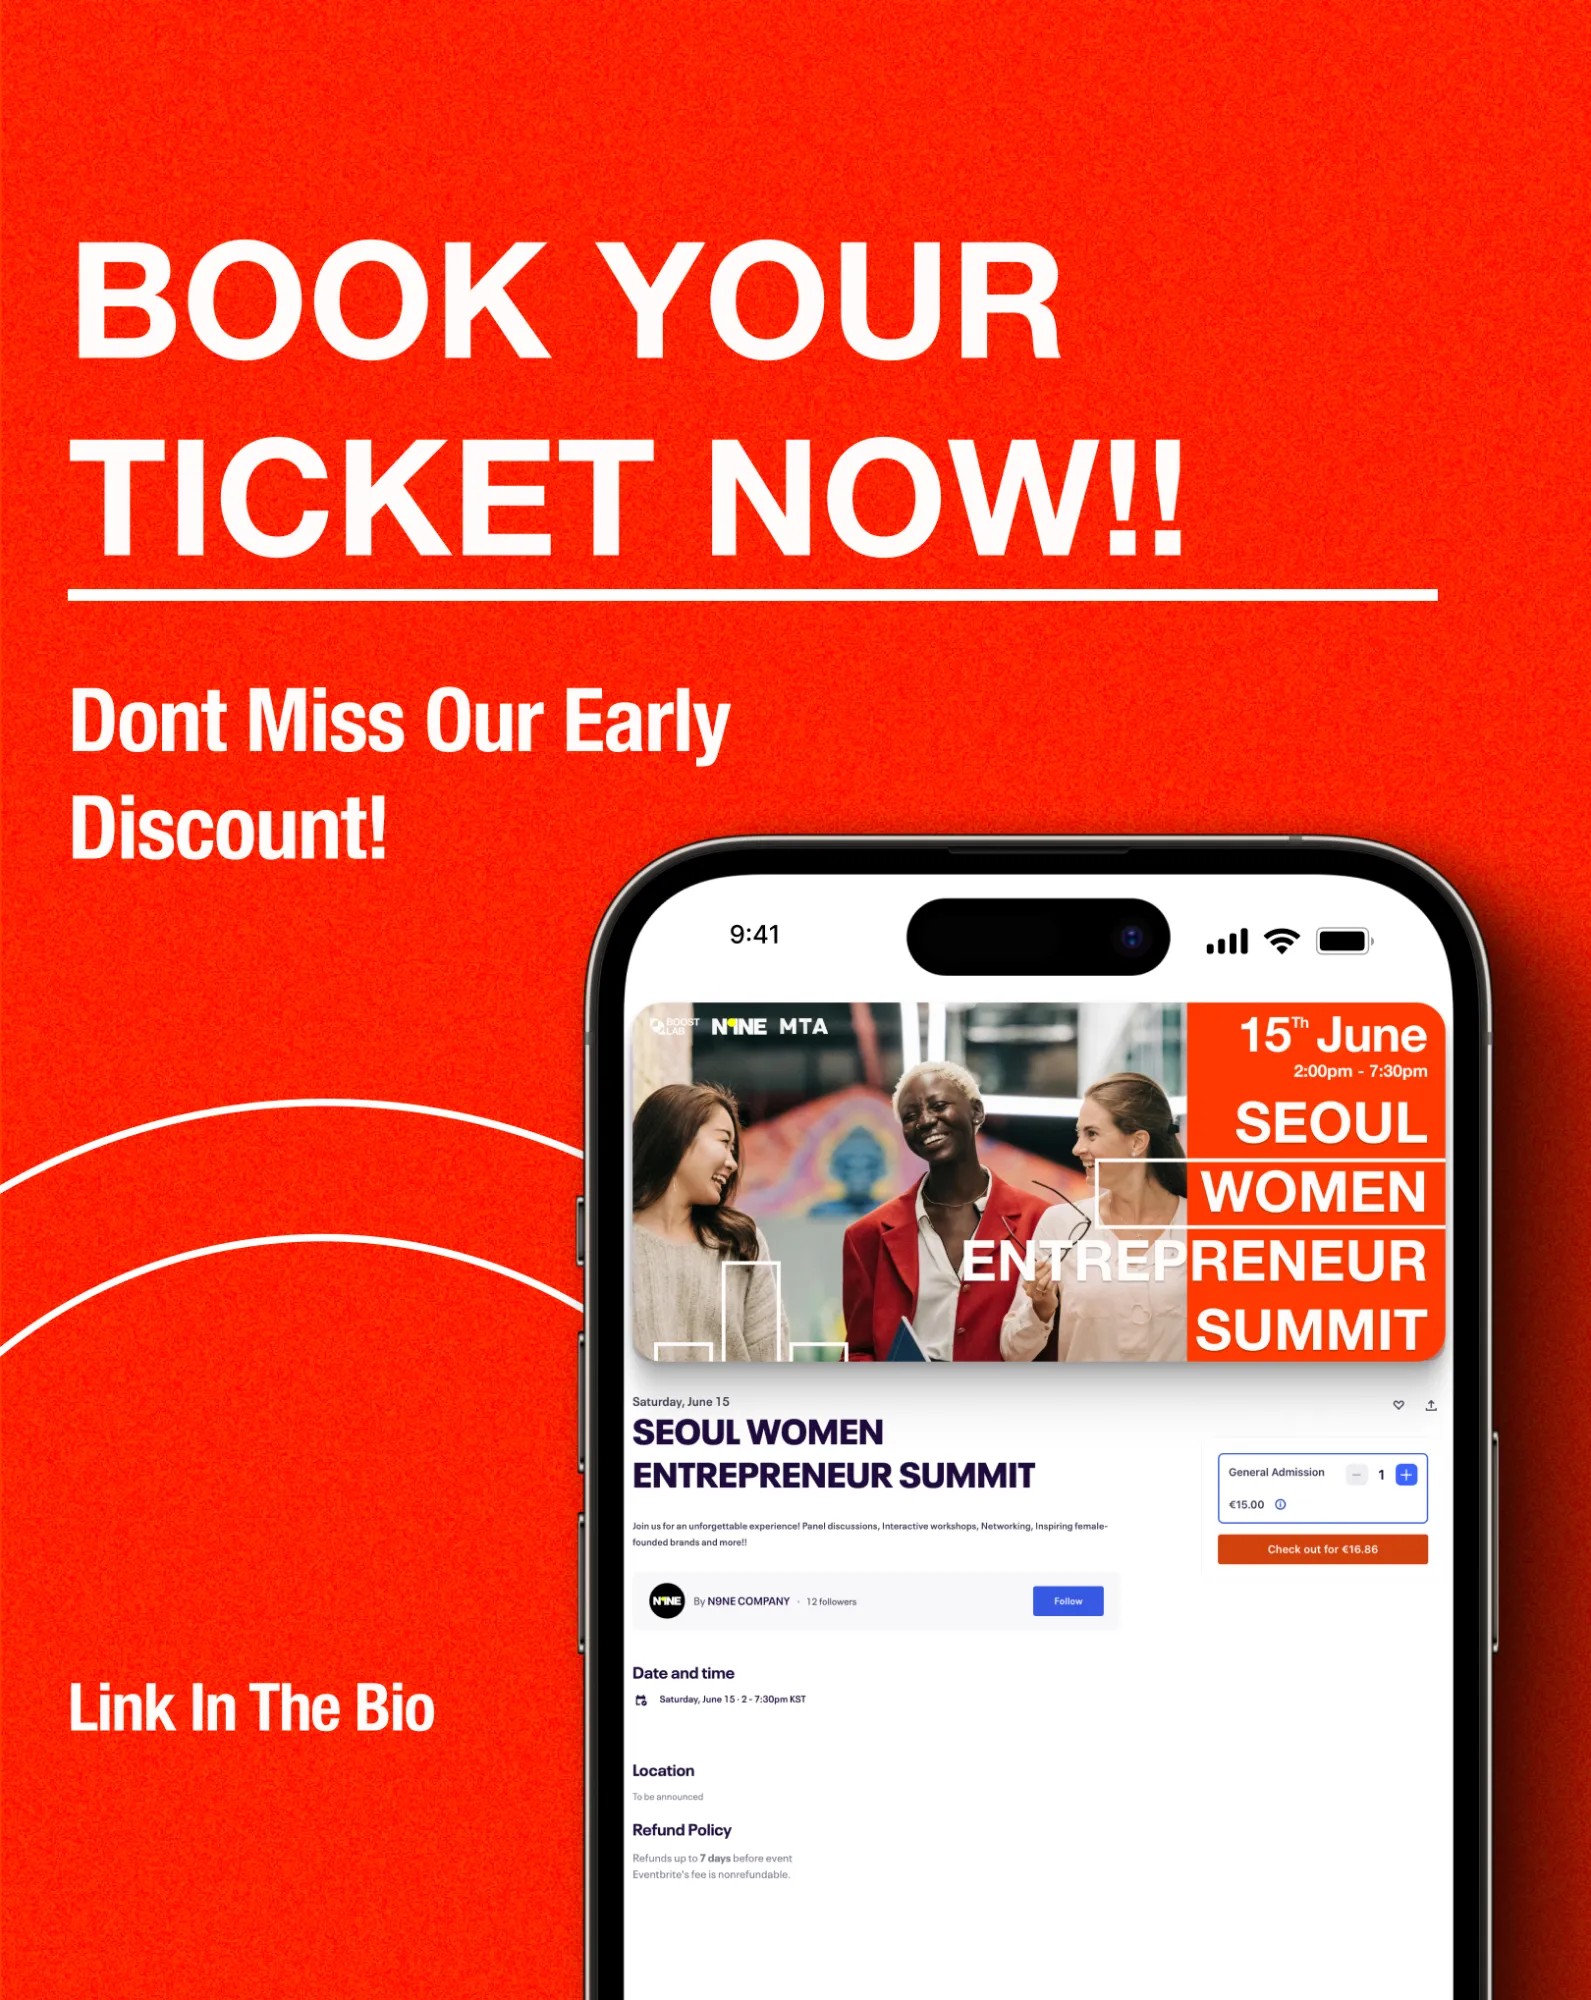 BOOK YOUR
TICKET NOW!!
Dont Miss Our Early
Discount!
9:41
BOOST
LAB
N9NE MTA
15Th June
2:00pm - 7:30pm
SEOUL
WOMEN
ENTREPRENEUR
SUMMIT
Saturday, June 15
SEOUL WOMEN
ENTREPRENEUR SUMMIT
Join us for an unforgettable experience! Panel discussions, Interactive workshops, Networking, Inspiring female-
founded brands and more!!
General Admission
1
€15.00
Check out for €16.86
N9NE
By N9NE COMPANY · 12 followers
Follow
Date and time
Saturday, June 15 · 2 - 7:30pm KST
Link In The Bio
Location
To be announced
Refund Policy
Refunds up to 7 days before event
Eventbrite's fee is nonrefundable.